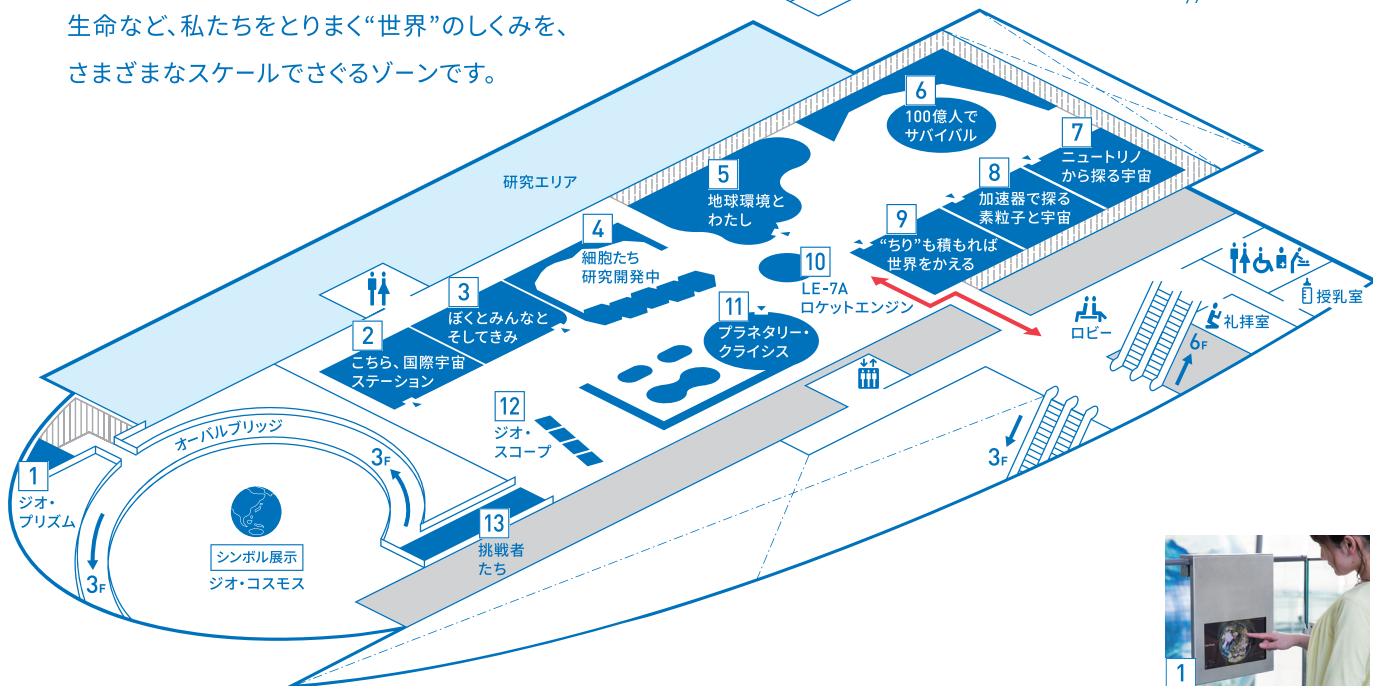 生命など、私たちをとりまく“世界”のしくみを、
さまざまなスケールでさぐるゾーンです。
6
100億人で
サバイバル
7
ニュートリノ
から探る宇宙
研究エリア
5
地球環境と
わたし
8
加速器で探る
素粒子と宇宙
4
細胞たち
研究開発中
9
“ちり”も積もれば
世界をかえる
10
LE-7A
ロケットエンジン
3
ぼくとみんなと
そしてきみ
11
プラネタリー・
クライシス
授乳室
ロビー
礼拝室
6F
2
こちら、国際宇宙
ステーション
12
ジオ・
スコープ
オーバルブリッジ
3F
3F
1
ジオ・
プリズム
13
挑戦者
たち
シンボル展示
ジオ・コスモス
3F
1